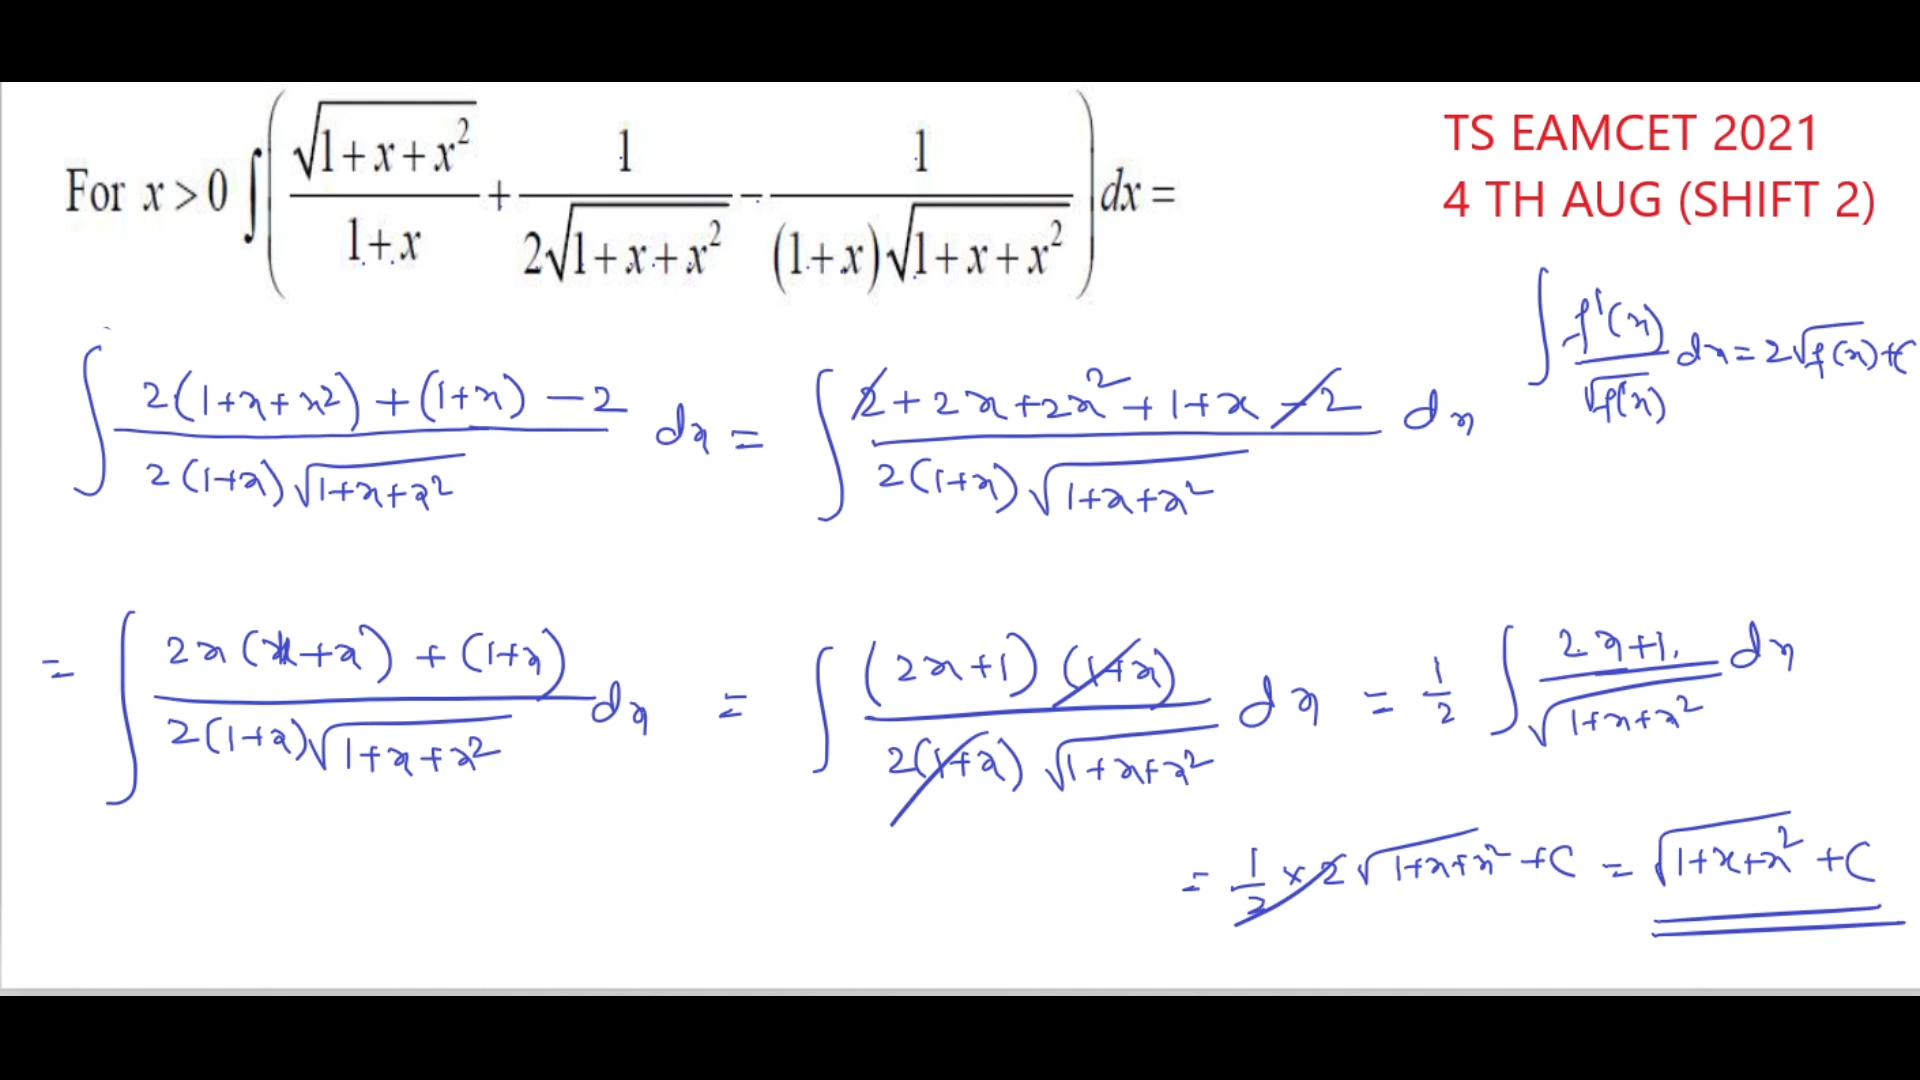 For x>0 ∫(√(1+x+x²)/(1+x) + 1/(2√(1+x+x²)) − 1/((1+x)√(1+x+x²)))dx =
TS EAMCET 2021
4 TH AUG (SHIFT 2)
∫ f'(x)/√f(x) dx = 2√f(x)+C
∫ (2(1+x+x²)+(1+x)−2)/(2(1+x)√(1+x+x²)) dx = ∫ (2+2x+2x²+1+x−2)/(2(1+x)√(1+x+x²)) dx
= ∫ (2x(1+x)+(1+x))/(2(1+x)√(1+x+x²)) dx = ∫ ((2x+1)(1+x))/(2(1+x)√(1+x+x²)) dx = 1/2 ∫ (2x+1)/√(1+x+x²) dx
= 1/2 × 2√(1+x+x²) +C = √(1+x+x²) +C